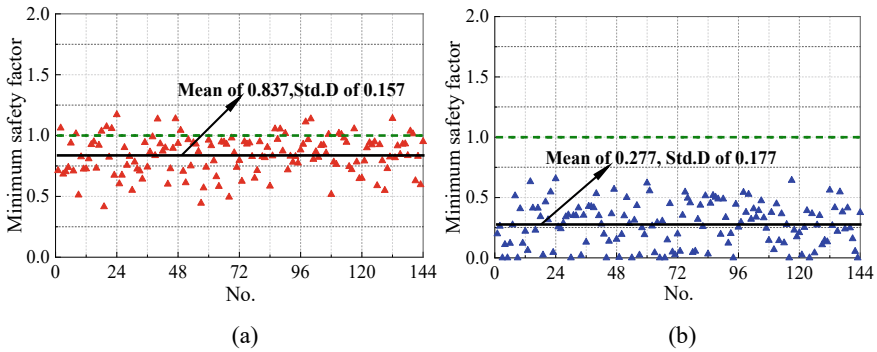 2.0
1.5
1.0
0.5
0.0
Minimum safety factor
Mean of 0.837,Std.D of 0.157
0 24 48 72 96 120 144
No.
(a)
2.0
1.5
1.0
0.5
0.0
Minimum safety factor
Mean of 0.277, Std.D of 0.177
0 24 48 72 96 120 144
No.
(b)